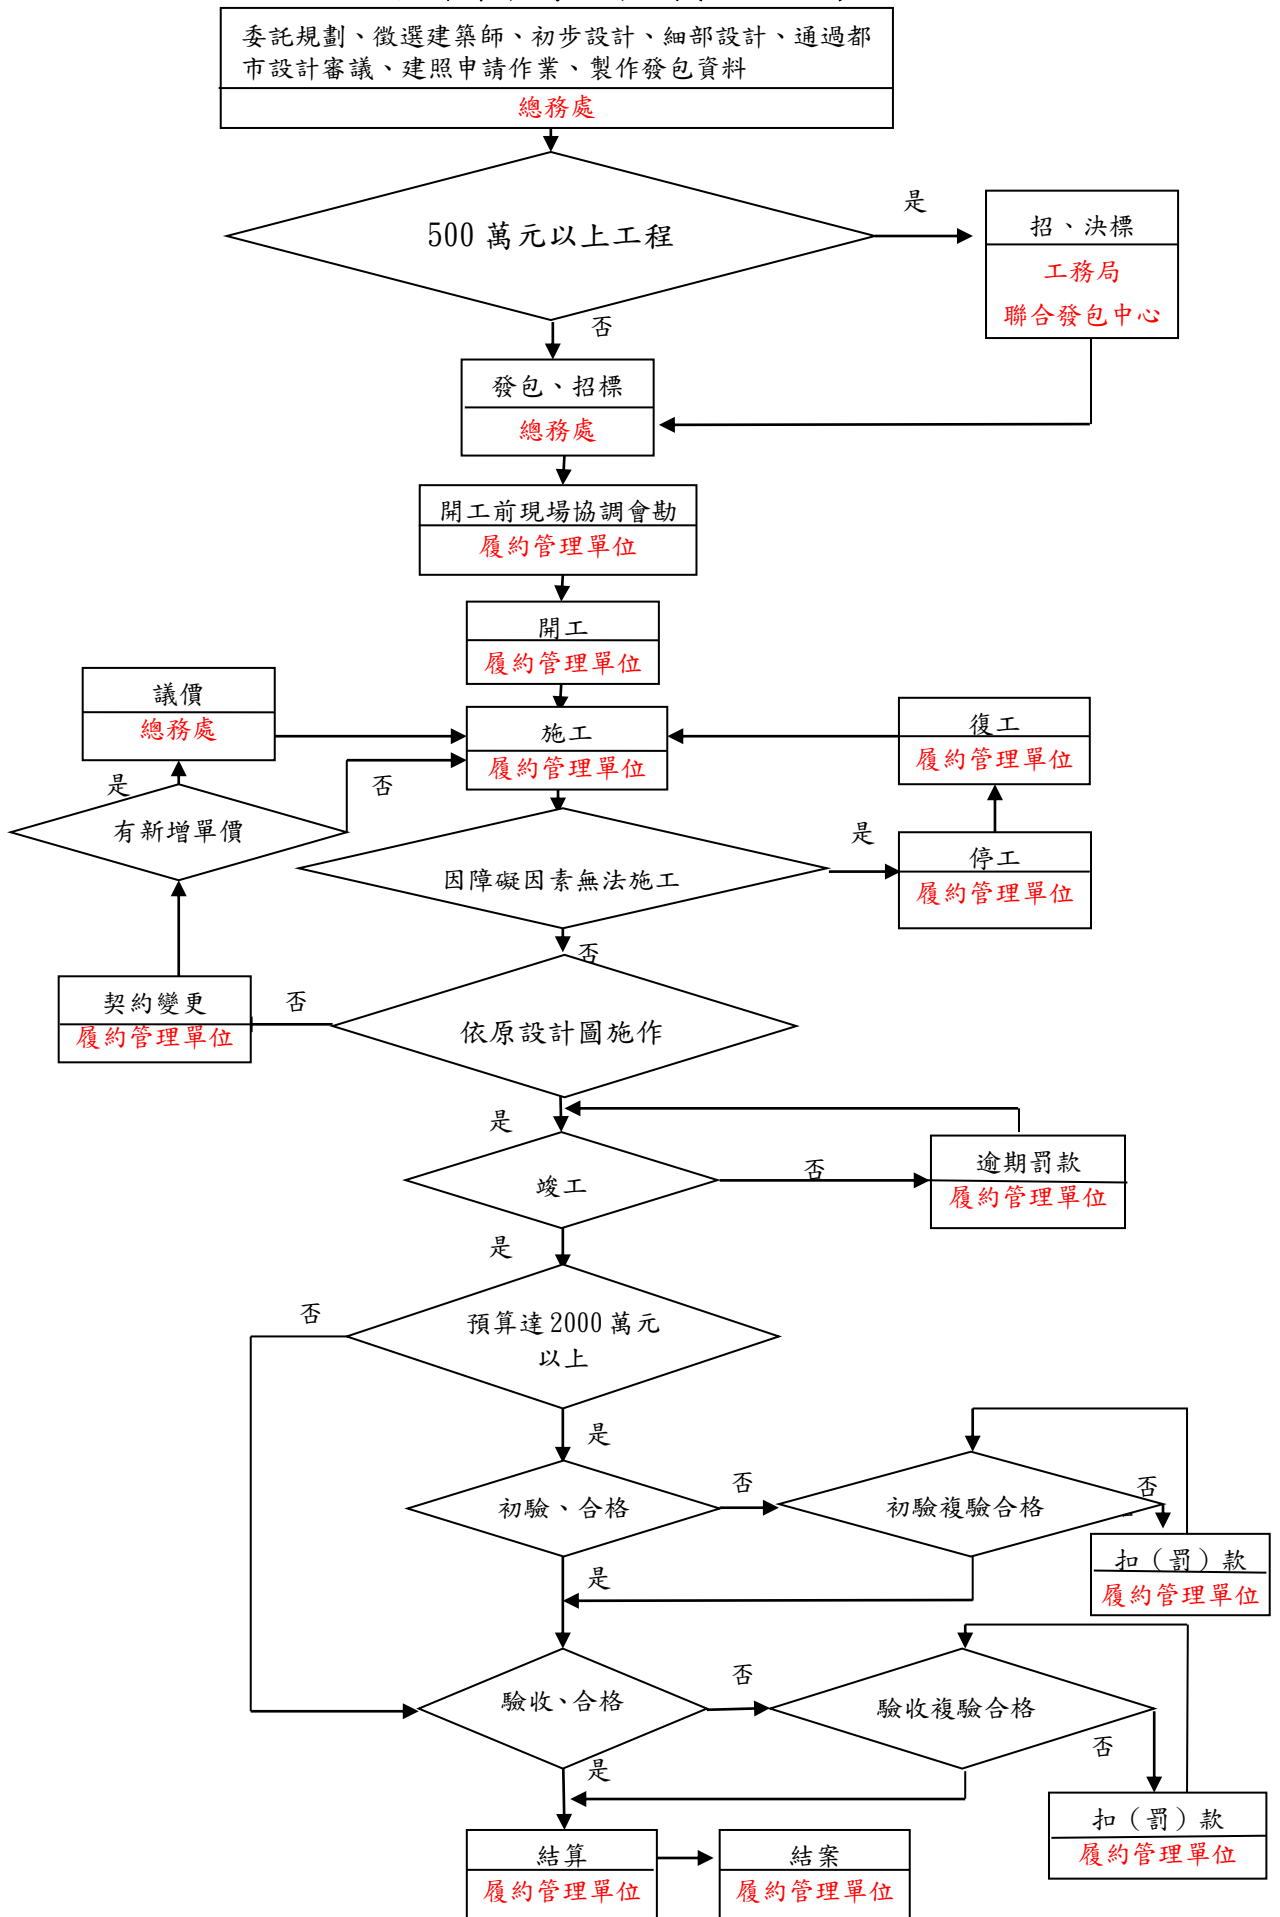 委託規劃、徵選建築師、初步設計、細部設計、通過都
市設計審議、建照申請作業、製作發包資料
總務處
500 萬元以上工程
是
招、決標
工務局
聯合發包中心
否
發包、招標
總務處
開工前現場協調會勘
履約管理單位
開工
履約管理單位
議價
總務處
施工
履約管理單位
復工
履約管理單位
是
否
有新增單價
因障礙因素無法施工
是
停工
履約管理單位
否
契約變更
履約管理單位
否
依原設計圖施作
是
竣工
否
逾期罰款
履約管理單位
是
否
預算達 2000 萬元
以上
是
初驗、合格
否
初驗複驗合格
否
扣（罰）款
履約管理單位
是
驗收、合格
否
驗收複驗合格
否
是
扣（罰）款
履約管理單位
結算
履約管理單位
結案
履約管理單位